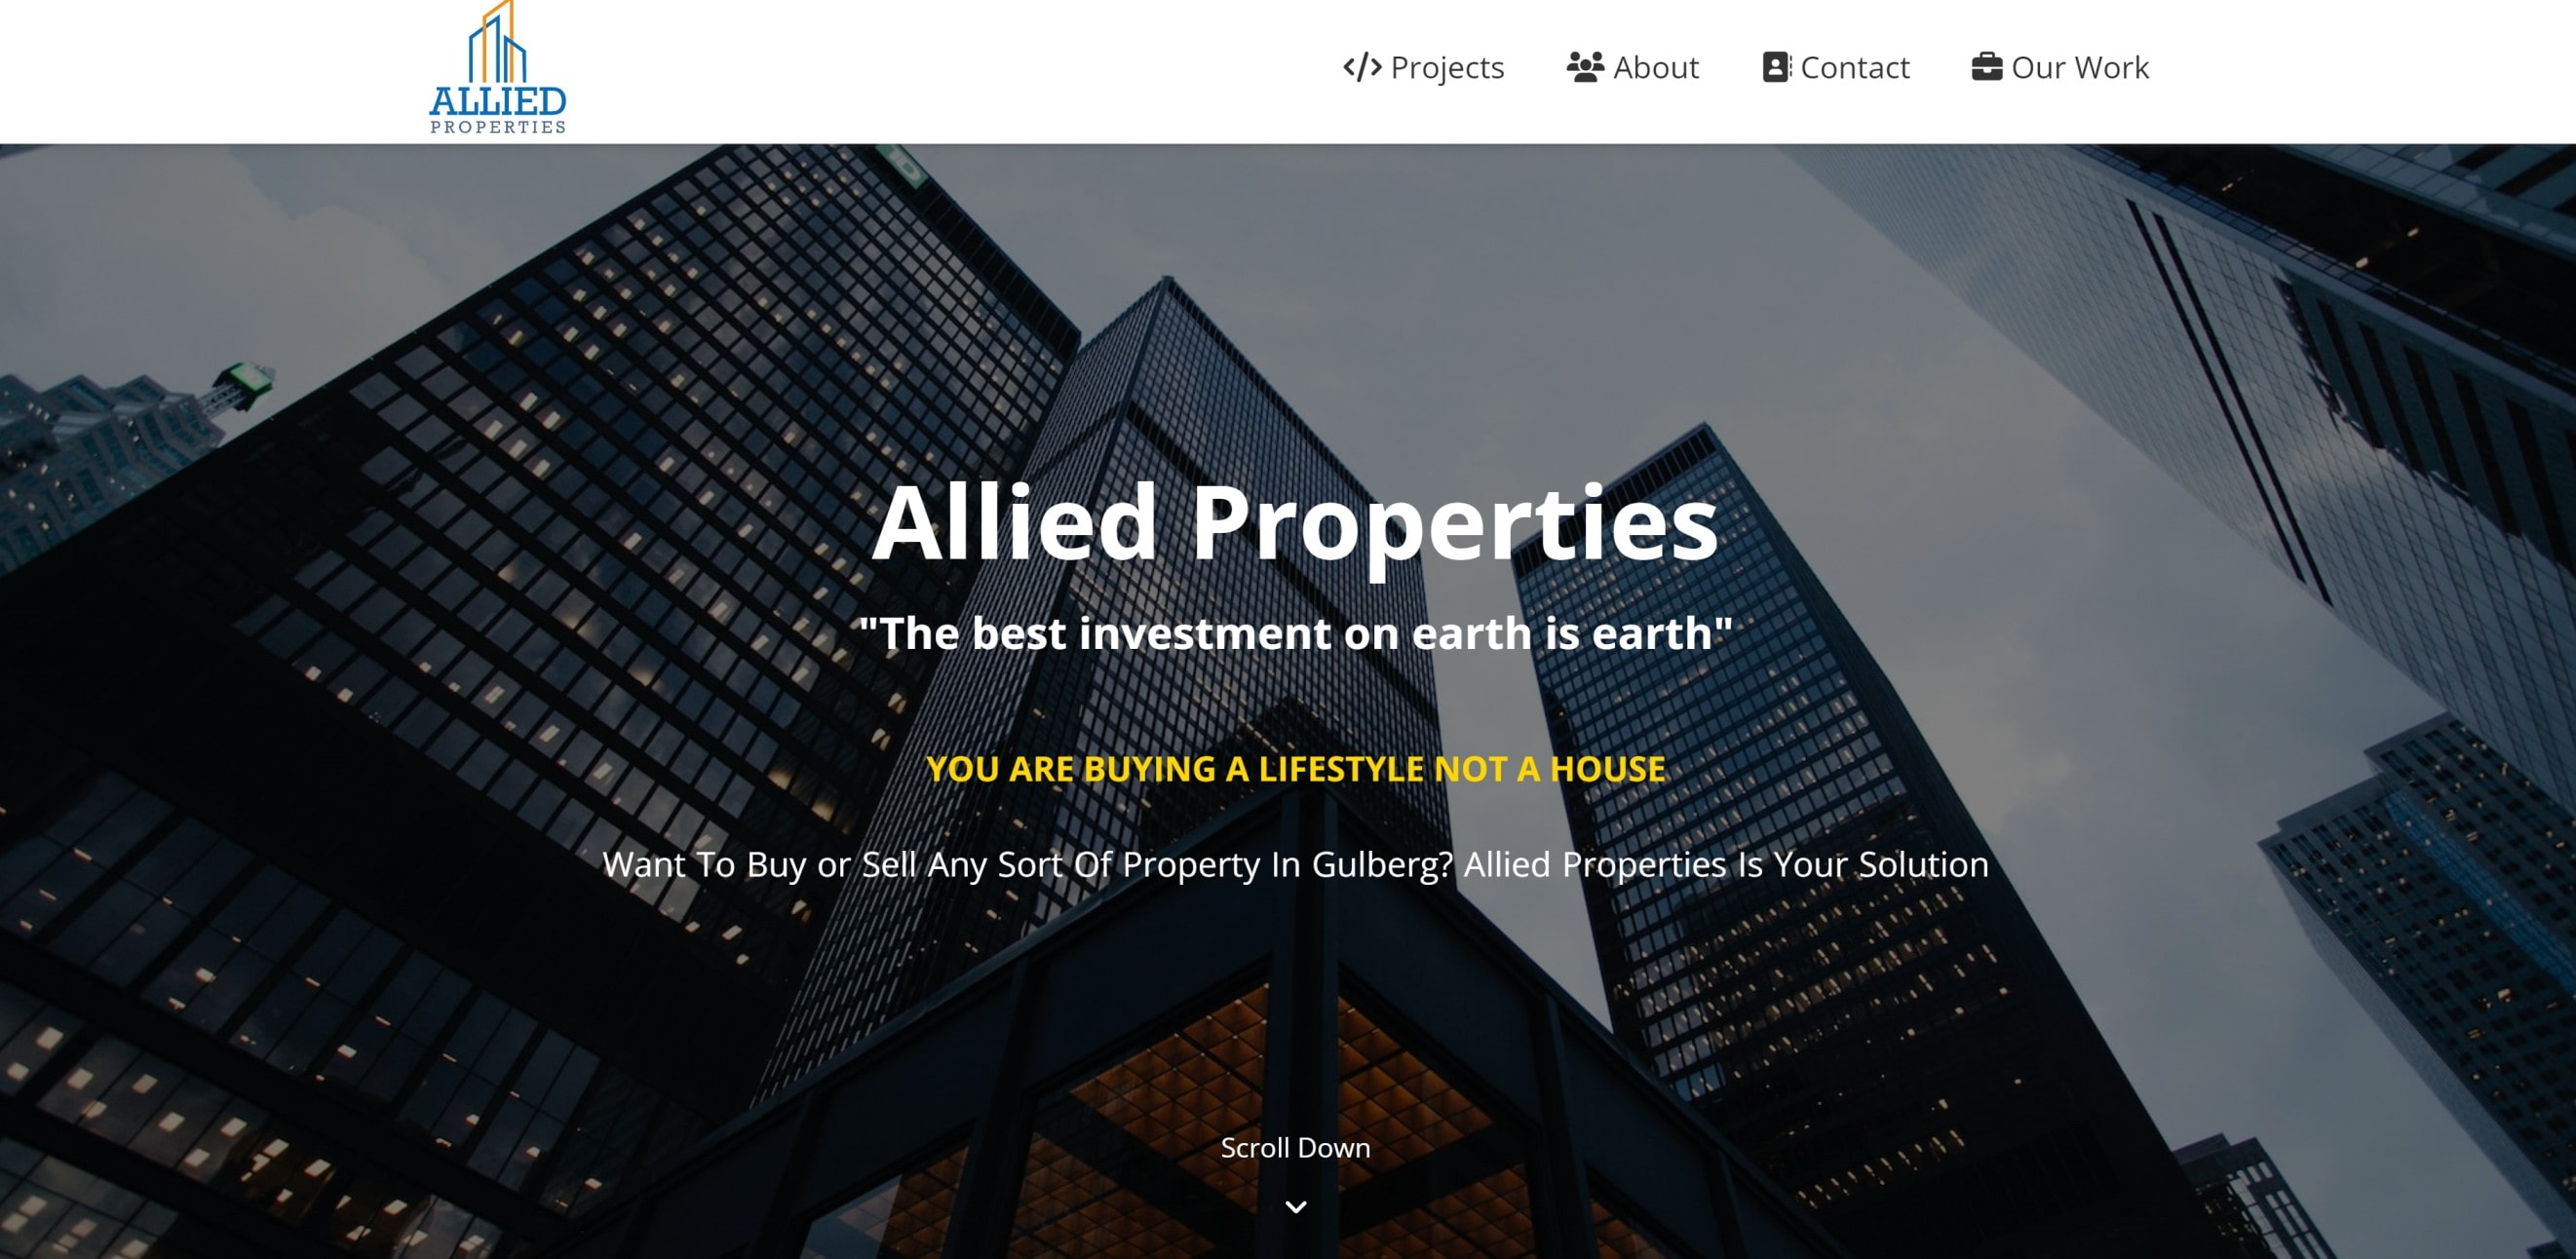 ALLIED
PROPERTIES
Projects
About
Contact
Our Work
Allied Properties
"The best investment on earth is earth"
YOU ARE BUYING A LIFESTYLE NOT A HOUSE
Want To Buy or Sell Any Sort Of Property In Gulberg? Allied Properties Is Your Solution
Scroll Down